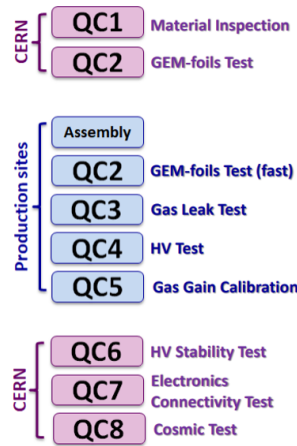 CERN
QC1 Material Inspection
QC2 GEM-foils Test
Production sites
Assembly
QC2 GEM-foils Test (fast)
QC3 Gas Leak Test
QC4 HV Test
QC5 Gas Gain Calibration
CERN
QC6 HV Stability Test
QC7 Electronics
Connectivity Test
QC8 Cosmic Test